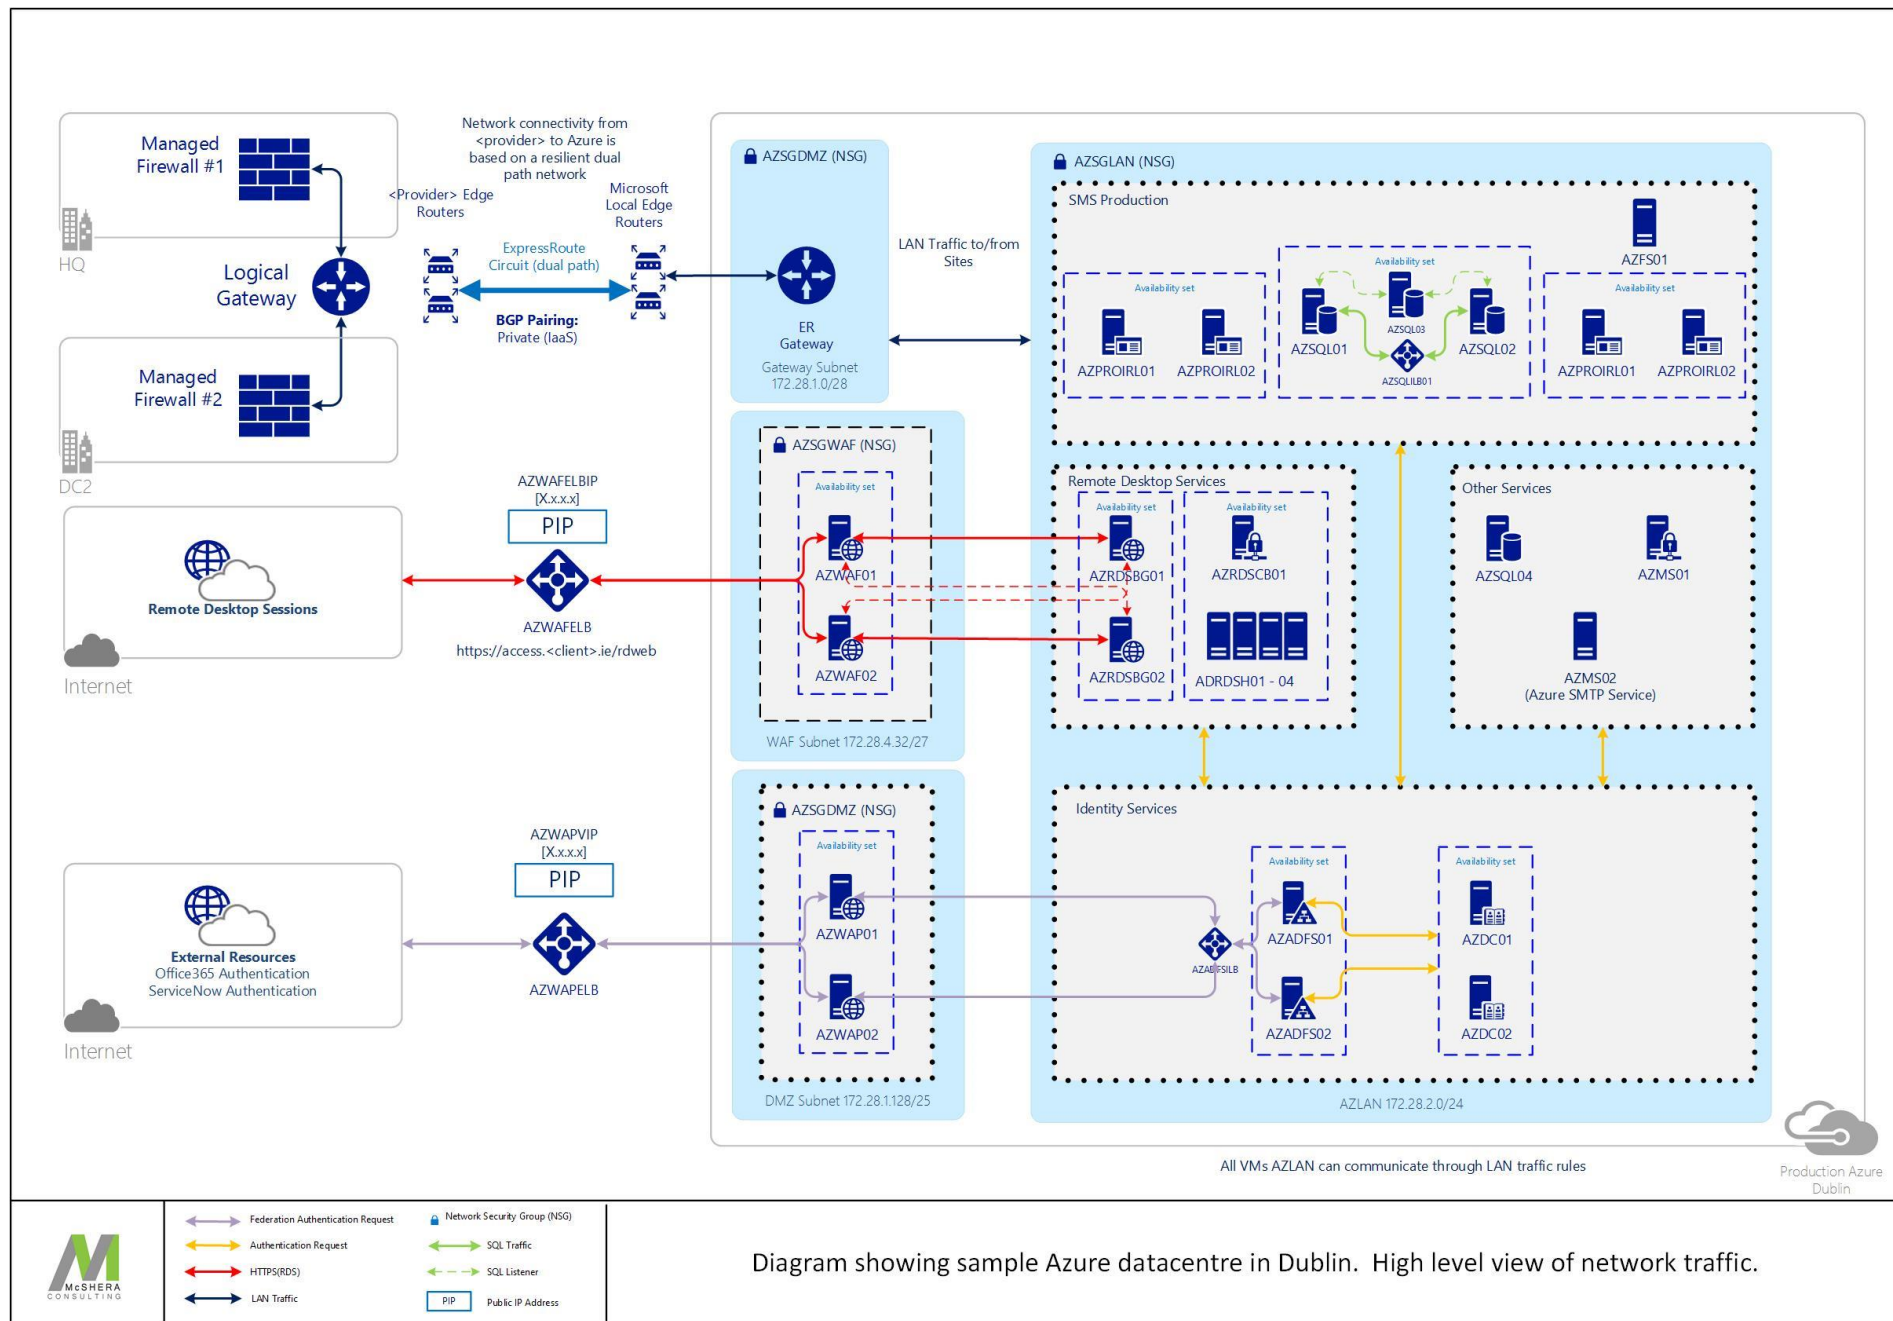 Managed
Firewall #1
HQ
Logical
Gateway
Managed
Firewall #2
DC2
Network connectivity from
<provider> to Azure is
based on a resilient dual
path network
<Provider> Edge
Routers
Microsoft
Local Edge
Routers
ExpressRoute
Circuit (dual path)
BGP Pairing:
Private (IaaS)
AZSGDMZ (NSG)
ER
Gateway
Gateway Subnet
172.28.1.0/28
LAN Traffic to/from
Sites
AZSGLAN (NSG)
SMS Production
AZFS01
Availability set
AZPROIRL01
AZPROIRL02
Availability set
AZSQL01
AZSQL03
AZSQL02
AZSQLILB01
Availability set
AZPROIRL01
AZPROIRL02
Remote Desktop Sessions
Internet
AZWAFELBIP
[X.x.x.x]
PIP
AZWAFELB
https://access.<client>.ie/rdweb
AZSGWAF (NSG)
Availability set
AZWAF01
AZWAF02
WAF Subnet 172.28.4.32/27
Remote Desktop Services
Availability set
AZRDSBG01
AZRDSBG02
Availability set
AZRDSCB01
ADRDSH01 - 04
Other Services
AZSQL04
AZMS01
AZMS02
(Azure SMTP Service)
External Resources
Office365 Authentication
ServiceNow Authentication
Internet
AZWAPVIP
[X.x.x.x]
PIP
AZWAPELB
AZSGDMZ (NSG)
Availability set
AZWAP01
AZWAP02
DMZ Subnet 172.28.1.128/25
Identity Services
AZADFSILB
Availability set
AZADFS01
AZADFS02
Availability set
AZDC01
AZDC02
AZLAN 172.28.2.0/24
All VMs AZLAN can communicate through LAN traffic rules
Production Azure
Dublin
McSHERA
CONSULTING
Federation Authentication Request
Authentication Request
HTTPS(RDS)
LAN Traffic
Network Security Group (NSG)
SQL Traffic
SQL Listener
PIP
Public IP Address
Diagram showing sample Azure datacentre in Dublin.  High level view of network traffic.